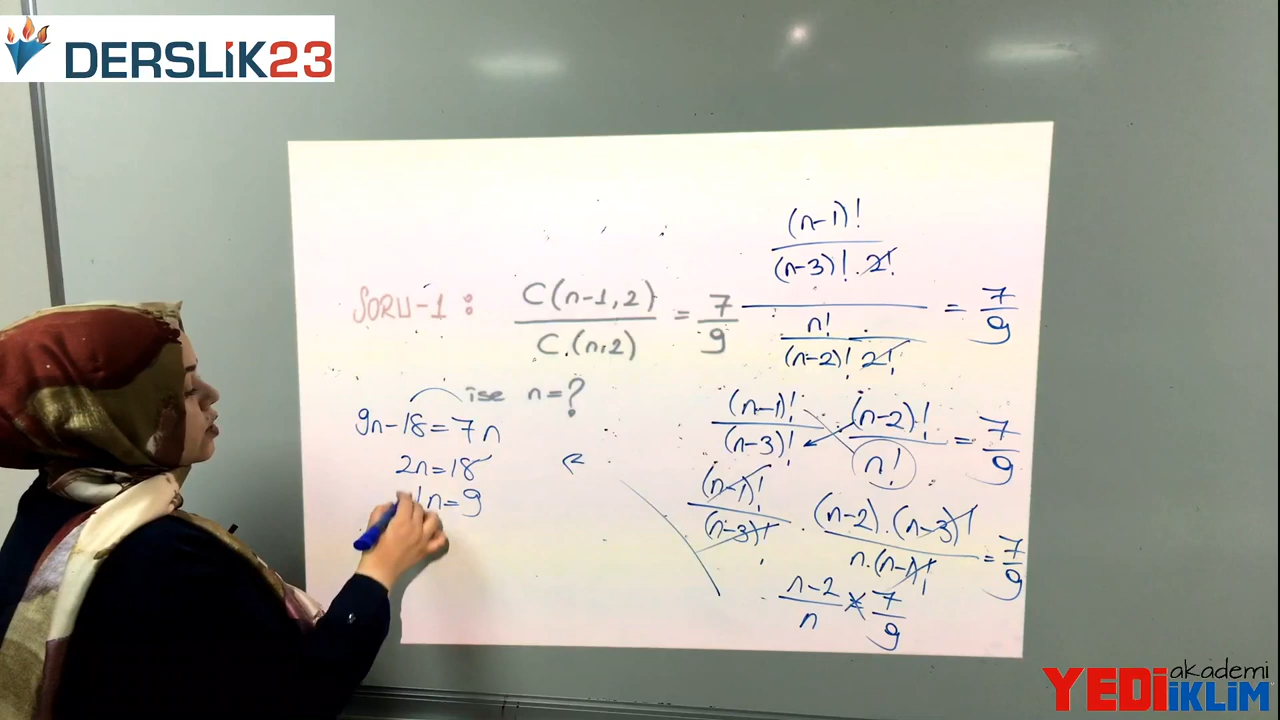 DERSLİK23
SORU-1 : C(n-1,2) / C.(n,2) = 7/9
ise n=?
(n-1)! / (n-3)! 2! / n! / (n-2)! 2! = 7/9
(n-1)! / (n-3)! (n-2)! / n! = 7/9
(n-1)! / (n-3)! . (n-2).(n-3)! / n.(n-1)! = 7/9
n-2 / n 7/9
9n-18=7n
2n=18
n=9
YEDİ İKLİM akademi